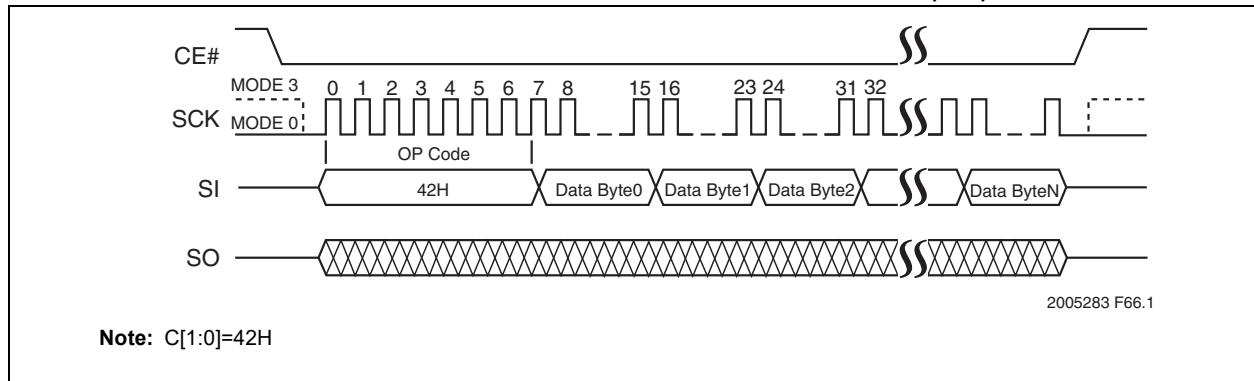 CE#
MODE 3
0 1 2 3 4 5 6 7 8 15 16 23 24 31 32
SCK MODE 0
OP Code
SI 42H Data Byte0 Data Byte1 Data Byte2 Data ByteN
SO
2005283 F66.1
Note: C[1:0]=42H